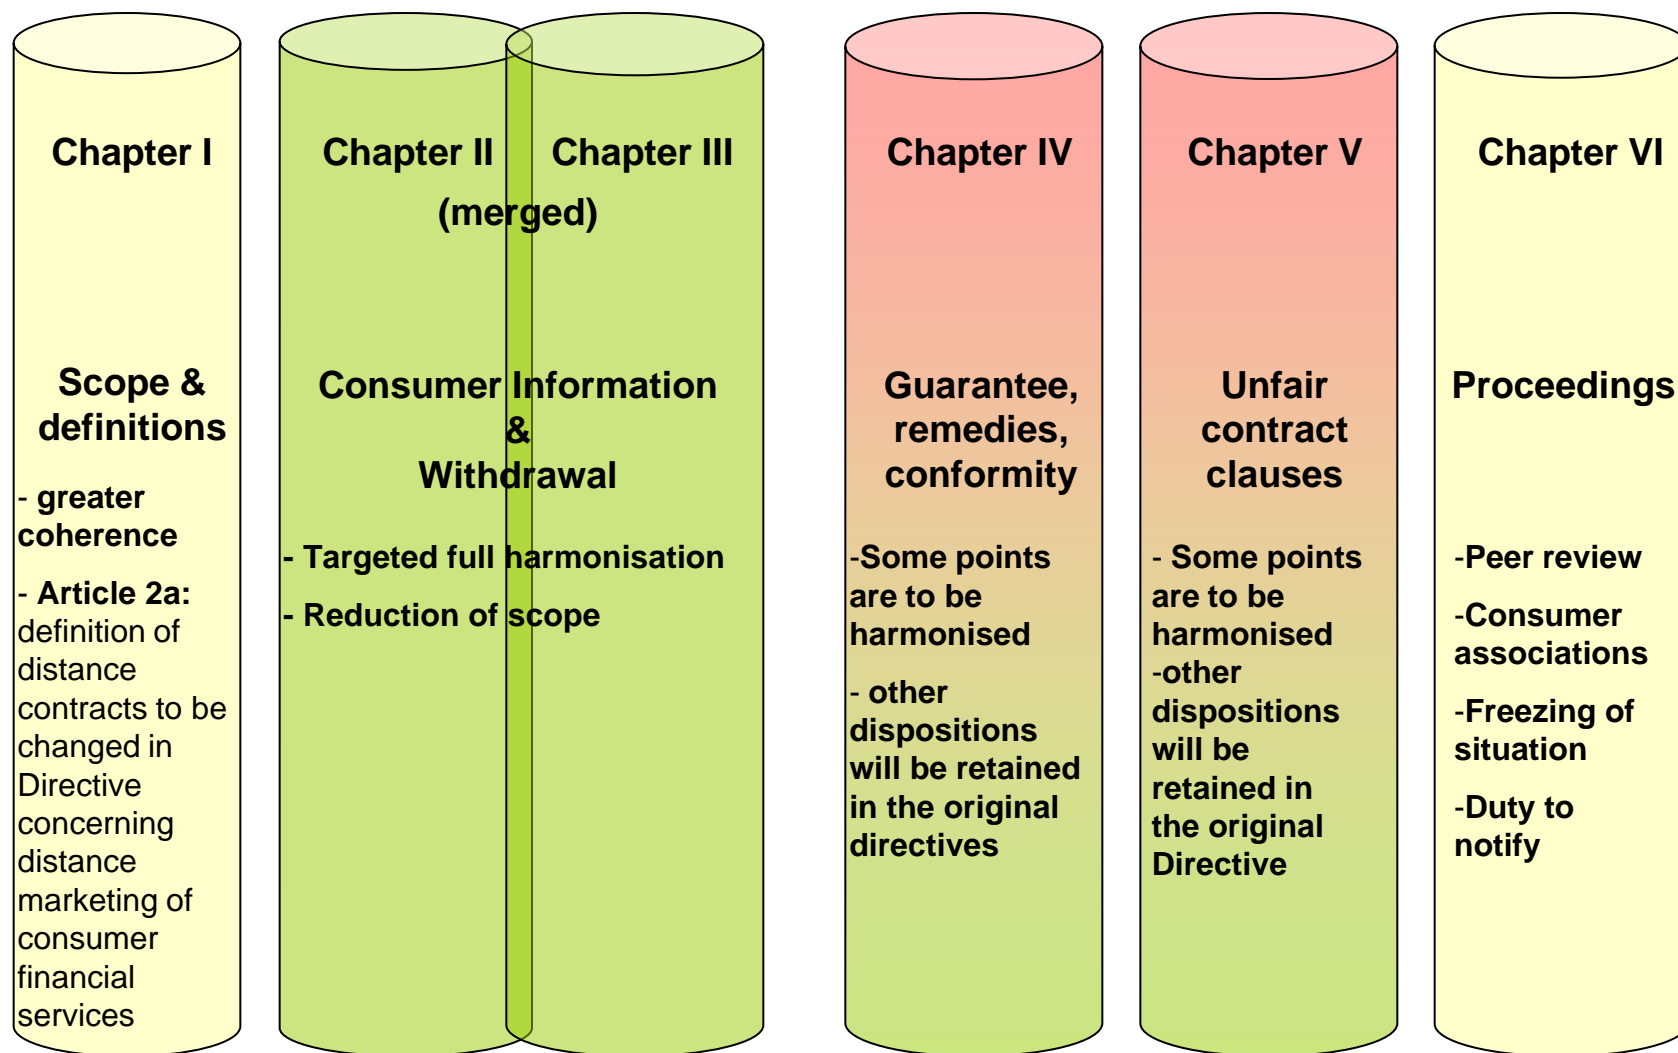 Chapter I
Scope &
definitions
- greater
coherence
- Article 2a:
definition of
distance
contracts to be
changed in
Directive
concerning
distance
marketing of
consumer
financial
services
Chapter II
Chapter III
(merged)
Consumer Information
&
Withdrawal
- Targeted full harmonisation
- Reduction of scope
Chapter IV
Guarantee,
remedies,
conformity
-Some points
are to be
harmonised
- other
dispositions
will be retained
in the original
directives
Chapter V
Unfair
contract
clauses
- Some points
are to be
harmonised
-other
dispositions
will be
retained in
the original
Directive
Chapter VI
Proceedings
-Peer review
-Consumer
associations
-Freezing of
situation
-Duty to
notify